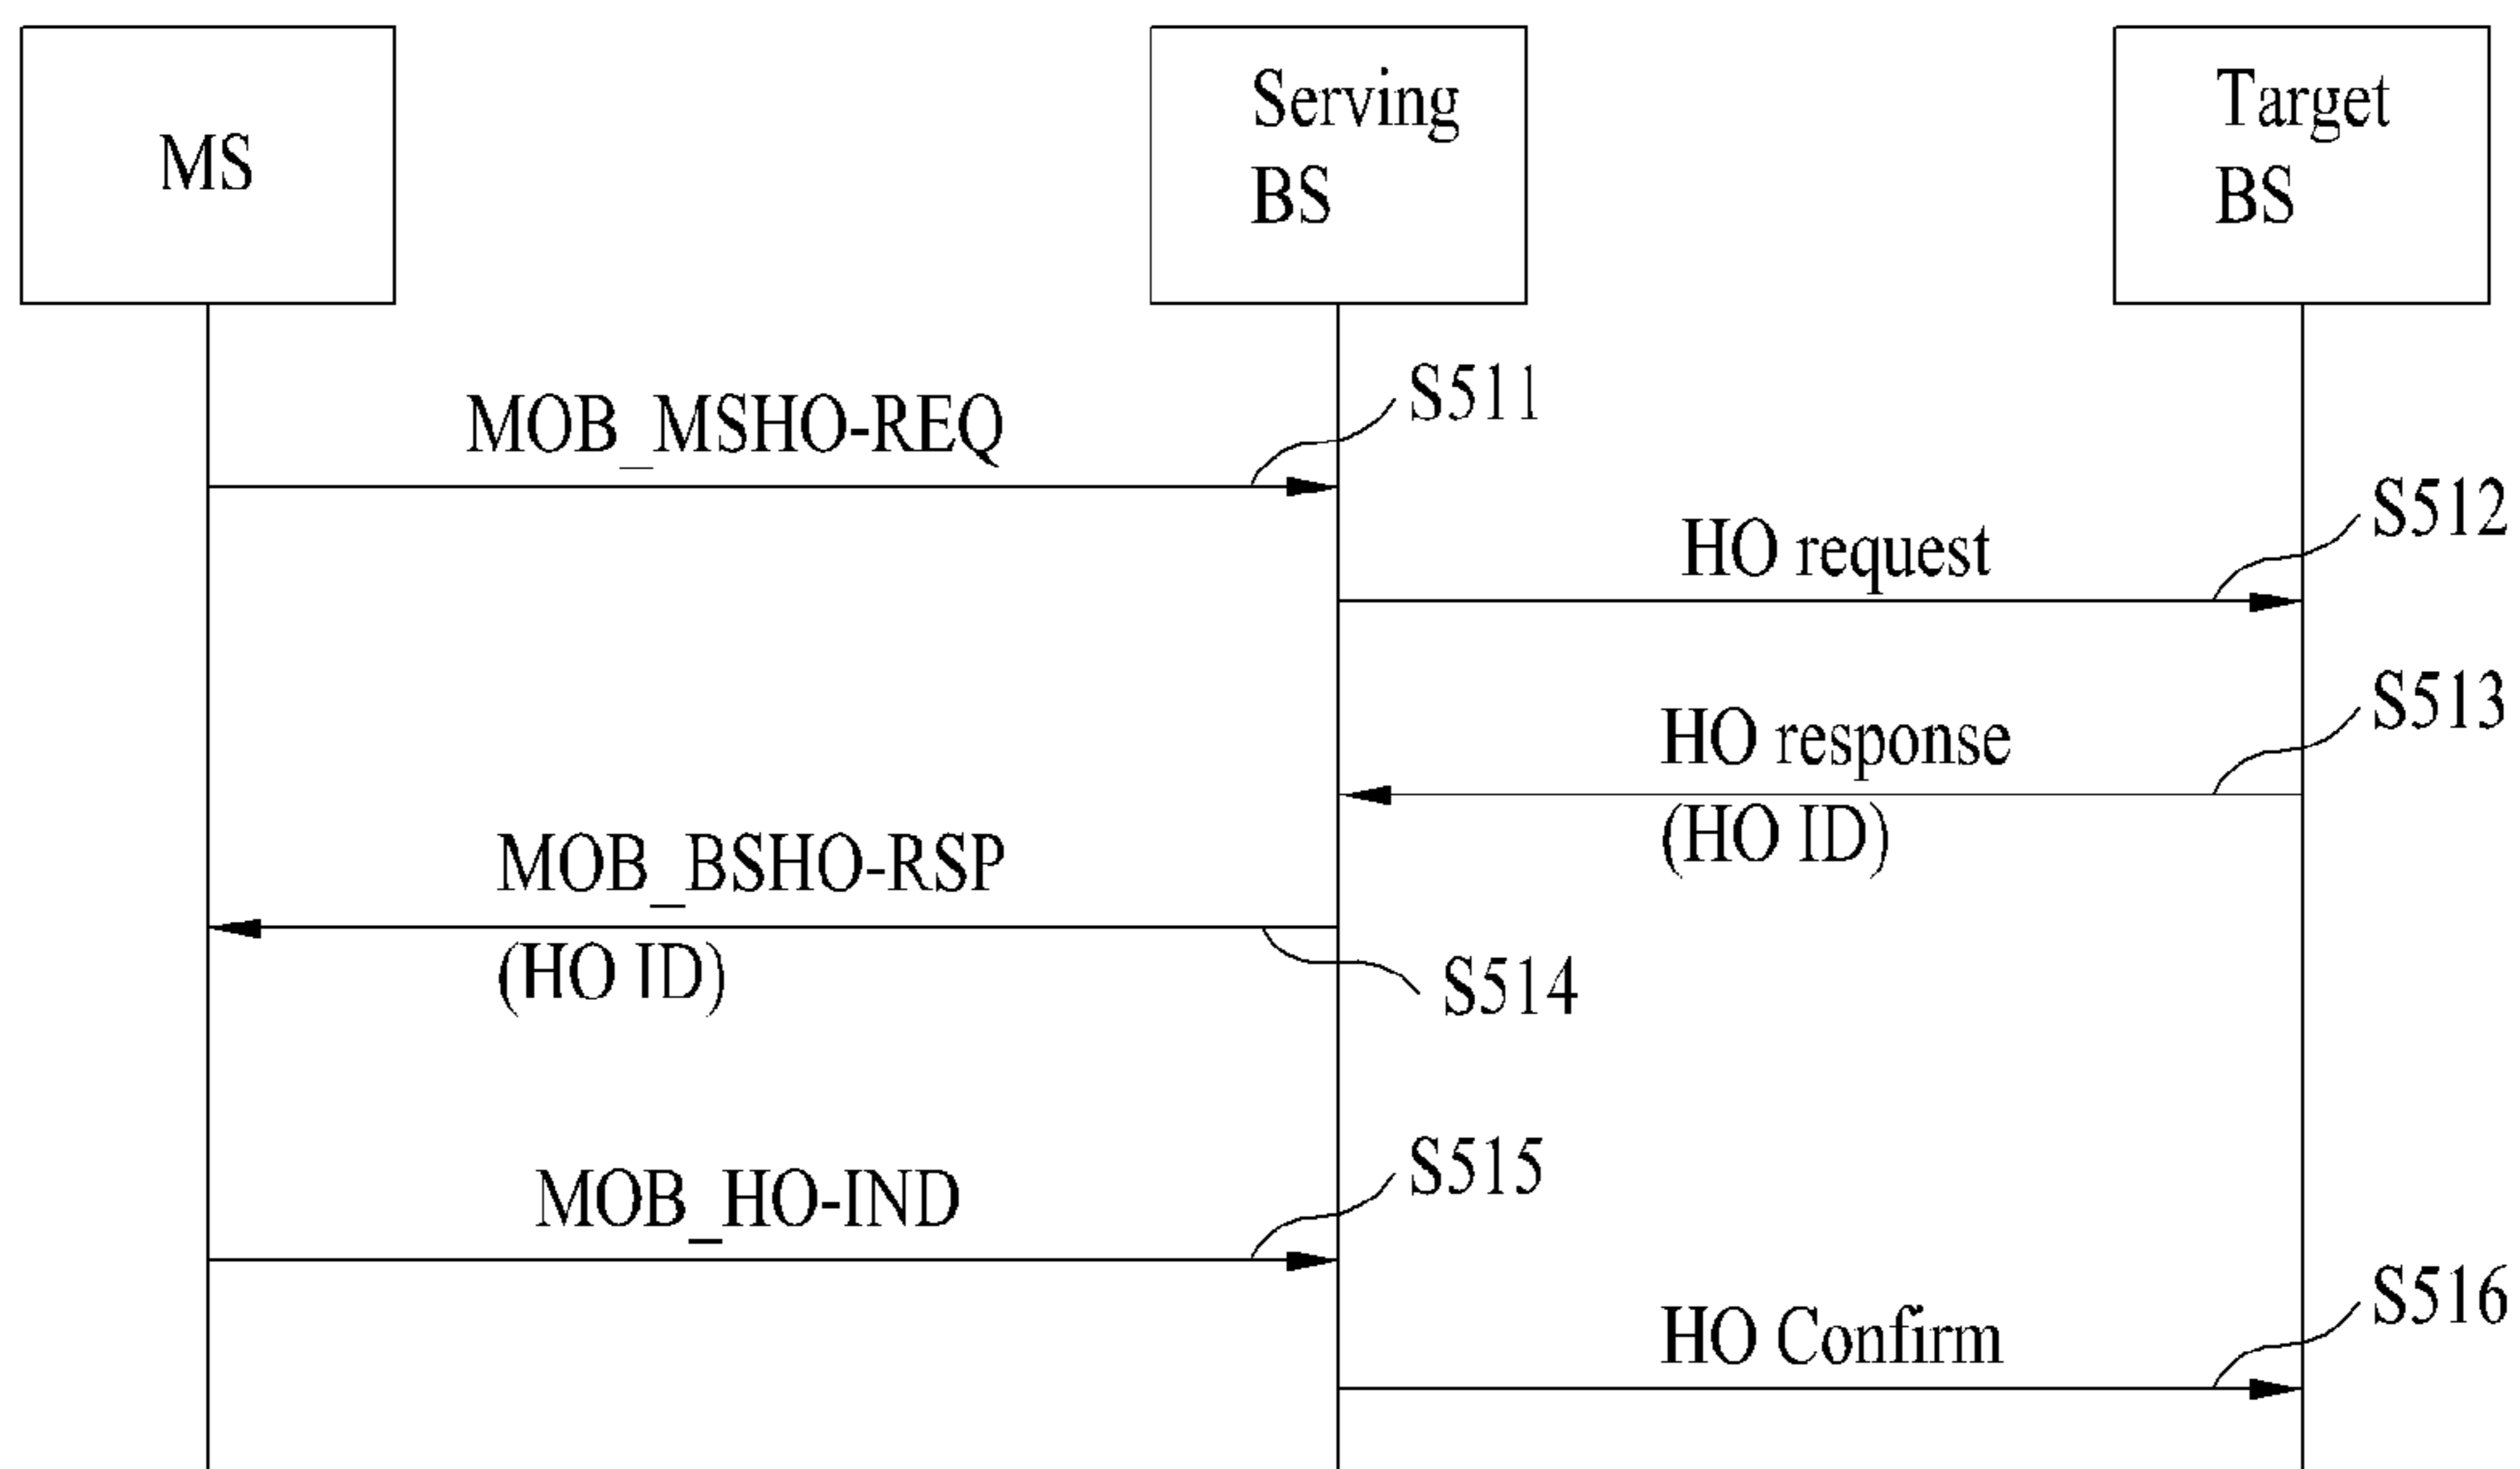 MS
Serving
BS
Target
BS
S511
MOB_MSHO-REQ
S512
HO request
S513
HO response
(HO ID)
MOB_BSHO-RSP
(HO ID)
S514
S515
MOB_HO-IND
S516
HO Confirm